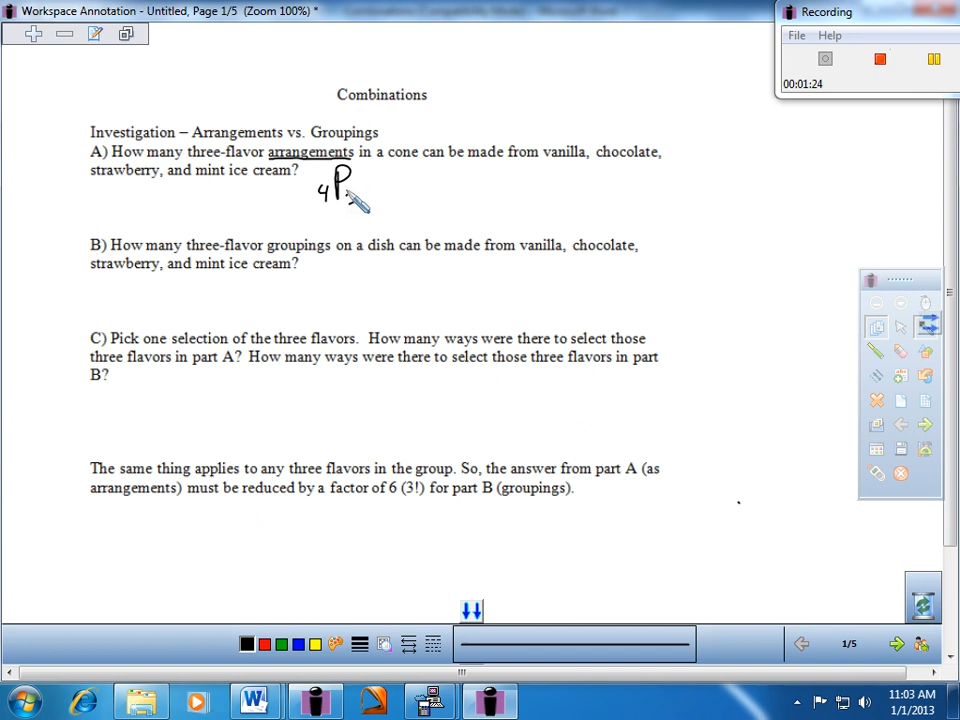 Workspace Annotation - Untitled, Page 1/5 (Zoom 100%) *
Recording
File Help
00:01:24
Combinations
Investigation – Arrangements vs. Groupings
A) How many three-flavor arrangements in a cone can be made from vanilla, chocolate,
strawberry, and mint ice cream?
4P
B) How many three-flavor groupings on a dish can be made from vanilla, chocolate,
strawberry, and mint ice cream?
C) Pick one selection of the three flavors. How many ways were there to select those
three flavors in part A? How many ways were there to select those three flavors in part
B?
The same thing applies to any three flavors in the group. So, the answer from part A (as
arrangements) must be reduced by a factor of 6 (3!) for part B (groupings).
1/5
11:03 AM
1/1/2013